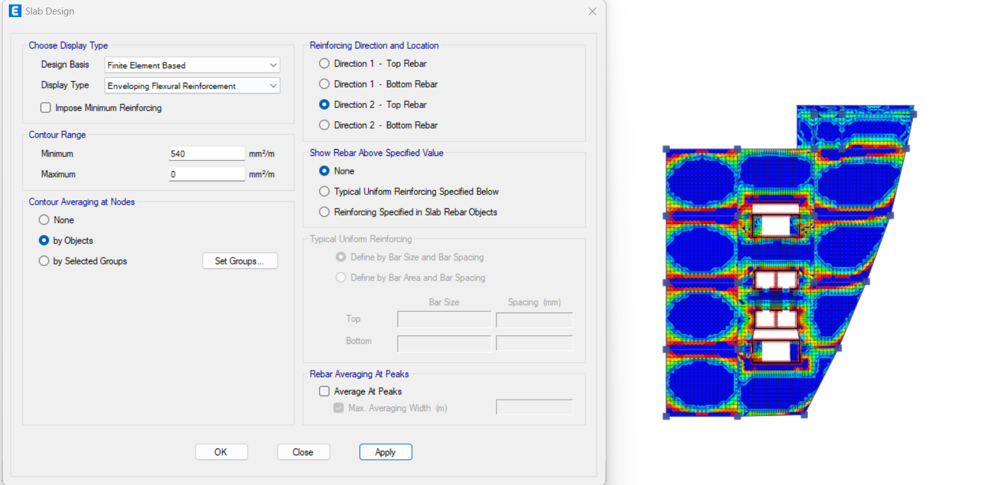 E Slab Design
Choose Display Type
Design Basis Finite Element Based
Display Type Enveloping Flexural Reinforcement
Impose Minimum Reinforcing
Contour Range
Minimum 540 mm²/m
Maximum 0 mm²/m
Contour Averaging at Nodes
None
by Objects
by Selected Groups Set Groups...
Reinforcing Direction and Location
Direction 1 - Top Rebar
Direction 1 - Bottom Rebar
Direction 2 - Top Rebar
Direction 2 - Bottom Rebar
Show Rebar Above Specified Value
None
Typical Uniform Reinforcing Specified Below
Reinforcing Specified in Slab Rebar Objects
Typical Uniform Reinforcing
Define by Bar Size and Bar Spacing
Define by Bar Area and Bar Spacing
Bar Size Spacing (mm)
Top
Bottom
Rebar Averaging At Peaks
Average At Peaks
Max. Averaging Width (m)
OK Close Apply